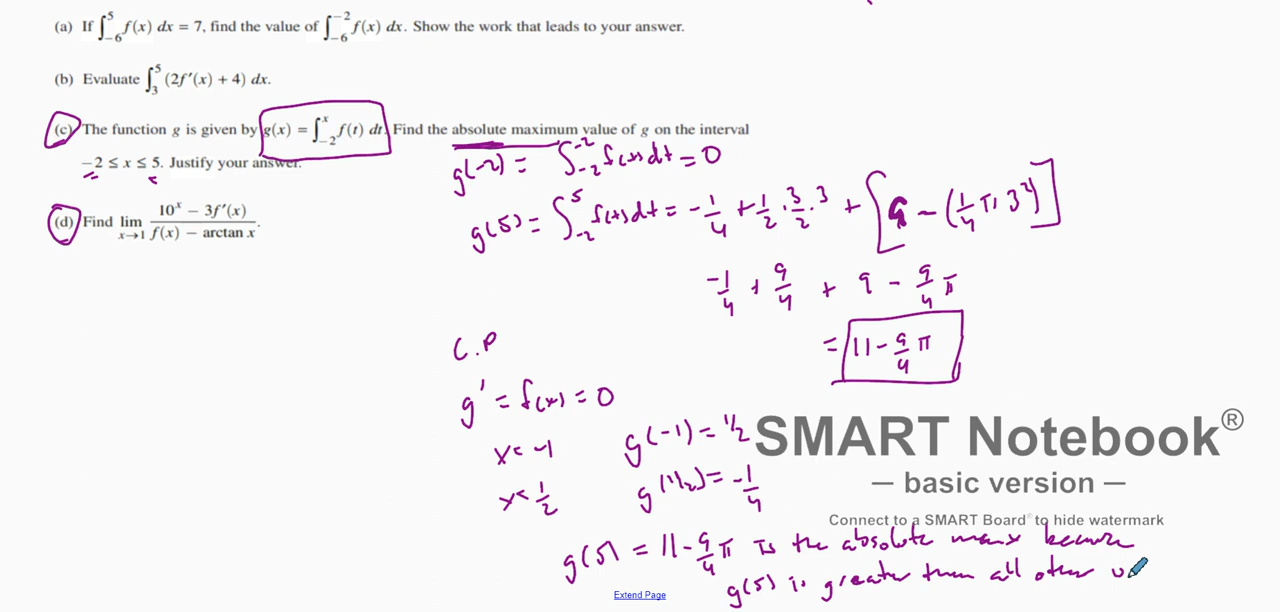 (a) If ∫_{-6}^{5} f(x) dx = 7, find the value of ∫_{-6}^{-2} f(x) dx. Show the work that leads to your answer.
(b) Evaluate ∫_{3}^{5} (2f′(x) + 4) dx.
(c) The function g is given by g(x) = ∫_{-2}^{x} f(t) dt. Find the absolute maximum value of g on the interval
−2 ≤ x ≤ 5. Justify your answer.
g(-2) = ∫_{-2}^{-2} f(x) dt = 0
(d) Find lim_{x→1} (10^x − 3f′(x)) / (f(x) − arctan x).
g(5) = ∫_{-2}^{5} f(t) dt = -1/4 + 1/2 · 3/2 · 3 + [9 - (1/4 π 3²)]
-1/4 + 9/4 + 9 - 9/4 π
= 11 - 9/4 π
C.P
g' = f(x) = 0
x = -1 g(-1) = 1/2
x = 1/2 g(1/2) = -1/4
SMART Notebook®
— basic version —
Connect to a SMART Board® to hide watermark
g(5) = 11 - 9/4 π Is the absolute max because
g(5) is greater than all other
Extend Page